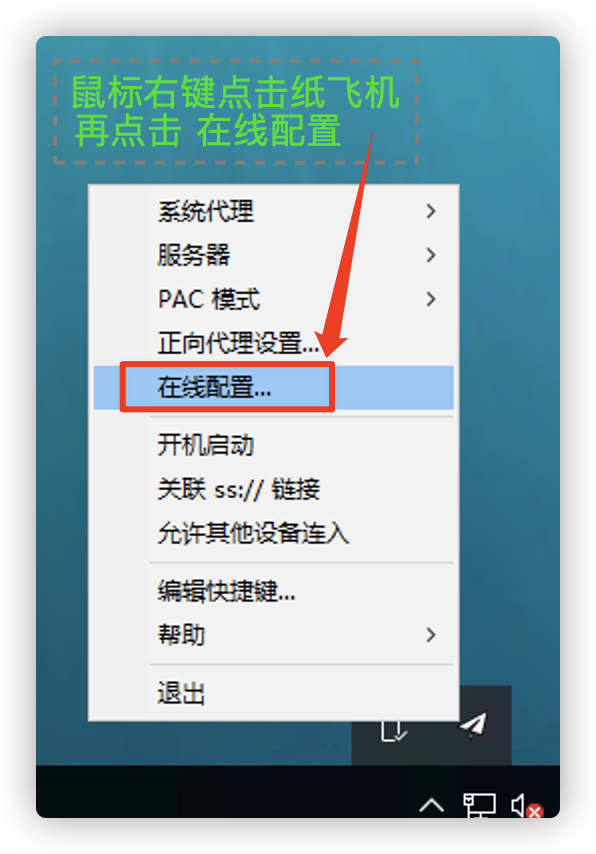 鼠标右键点击纸飞机
再点击 在线配置
系统代理
服务器
PAC 模式
正向代理设置...
在线配置...
开机启动
关联 ss:// 链接
允许其他设备连入
编辑快捷键...
帮助
退出